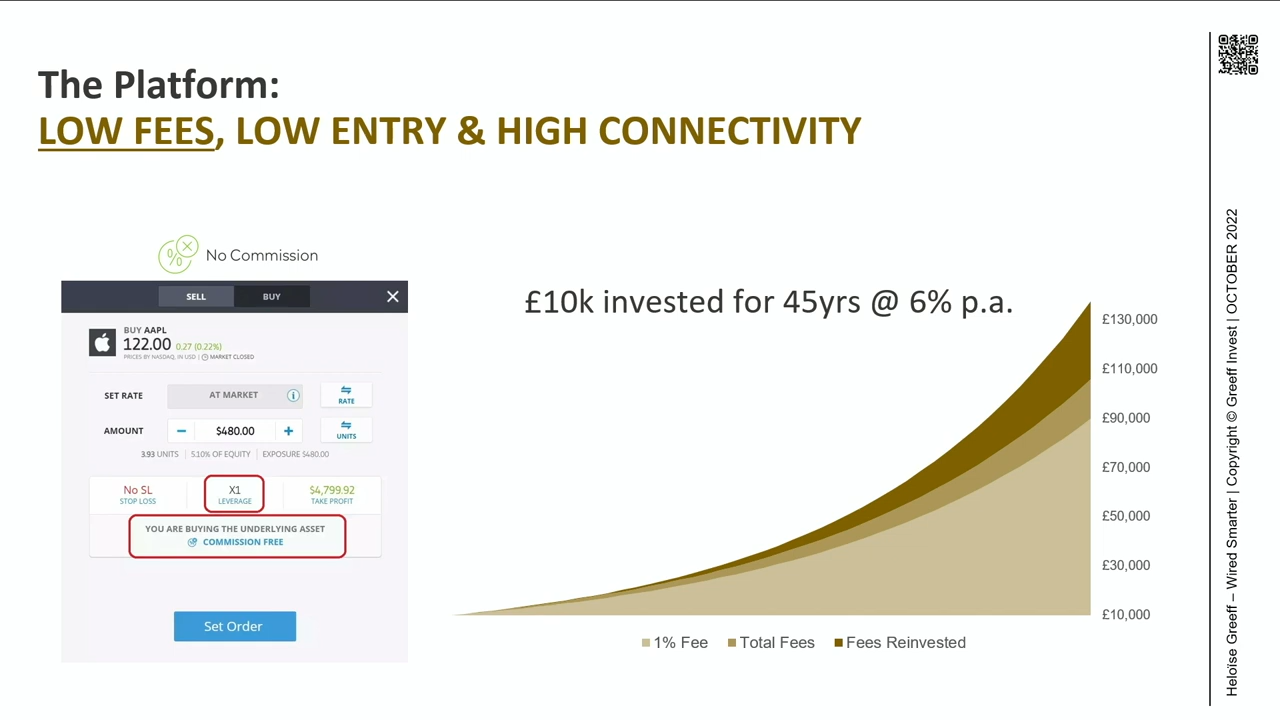 The Platform:
LOW FEES, LOW ENTRY & HIGH CONNECTIVITY
% No Commission
SELL
BUY
BUY AAPL
122.00 0.27 (0.22%)
PRICES BY NASDAQ, IN USD | MARKET CLOSED
SET RATE
AT MARKET
RATE
AMOUNT
$480.00
UNITS
3.93 UNITS | 5.10% OF EQUITY | EXPOSURE $480.00
No SL
STOP LOSS
X1
LEVERAGE
$4,799.92
TAKE PROFIT
YOU ARE BUYING THE UNDERLYING ASSET
COMMISSION FREE
Set Order
£10k invested for 45yrs @ 6% p.a.
£130,000
£110,000
£90,000
£70,000
£50,000
£30,000
£10,000
1% Fee
Total Fees
Fees Reinvested
Heloïse Greeff – Wired Smarter | Copyright © Greeff Invest | OCTOBER 2022